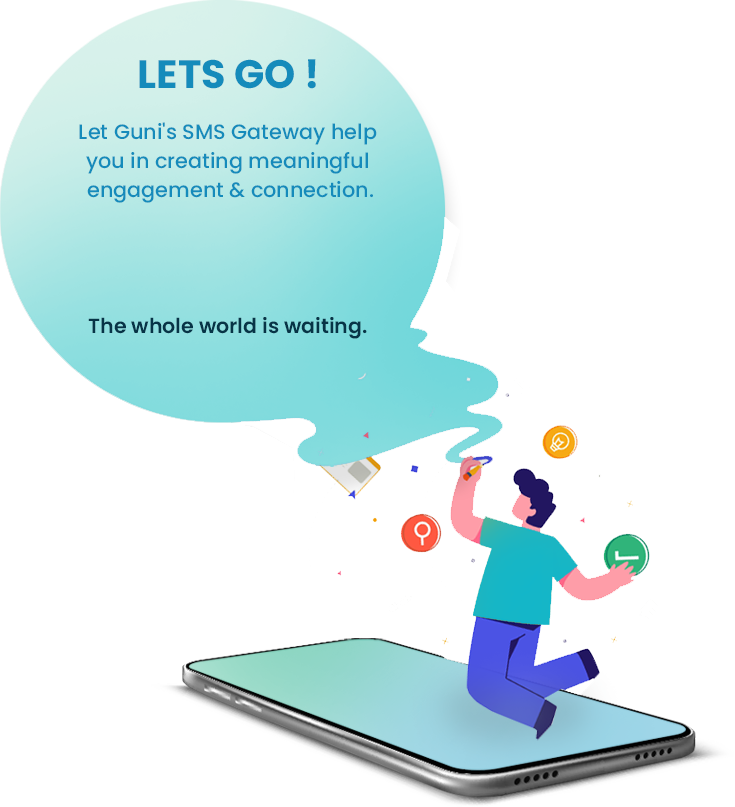 LETS GO !
Let Guni's SMS Gateway help
you in creating meaningful
engagement & connection.
The whole world is waiting.